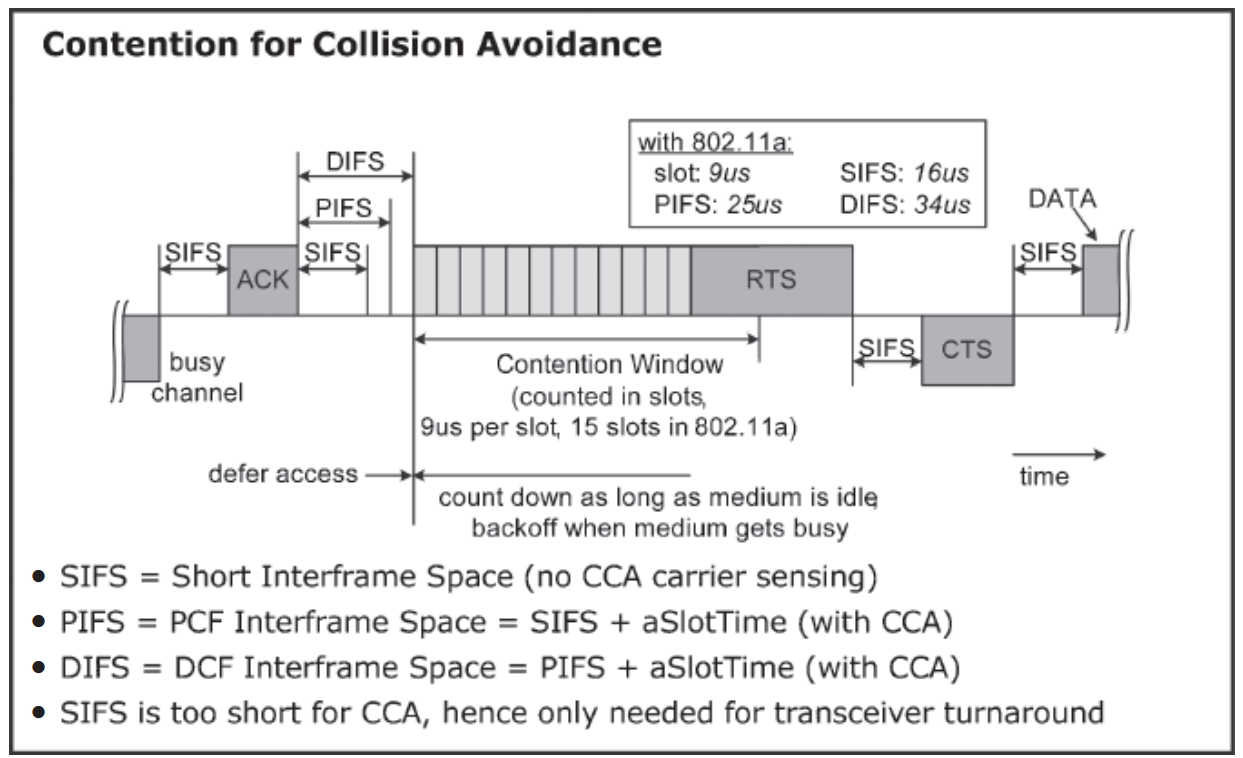 Contention for Collision Avoidance
with 802.11a:
slot: 9us SIFS: 16us
PIFS: 25us DIFS: 34us
DIFS
PIFS
DATA
SIFS
SIFS
SIFS
ACK
RTS
busy
channel
Contention Window
(counted in slots,
9us per slot, 15 slots in 802.11a)
SIFS
CTS
defer access
count down as long as medium is idle,
backoff when medium gets busy
time
• SIFS = Short Interframe Space (no CCA carrier sensing)
• PIFS = PCF Interframe Space = SIFS + aSlotTime (with CCA)
• DIFS = DCF Interframe Space = PIFS + aSlotTime (with CCA)
• SIFS is too short for CCA, hence only needed for transceiver turnaround